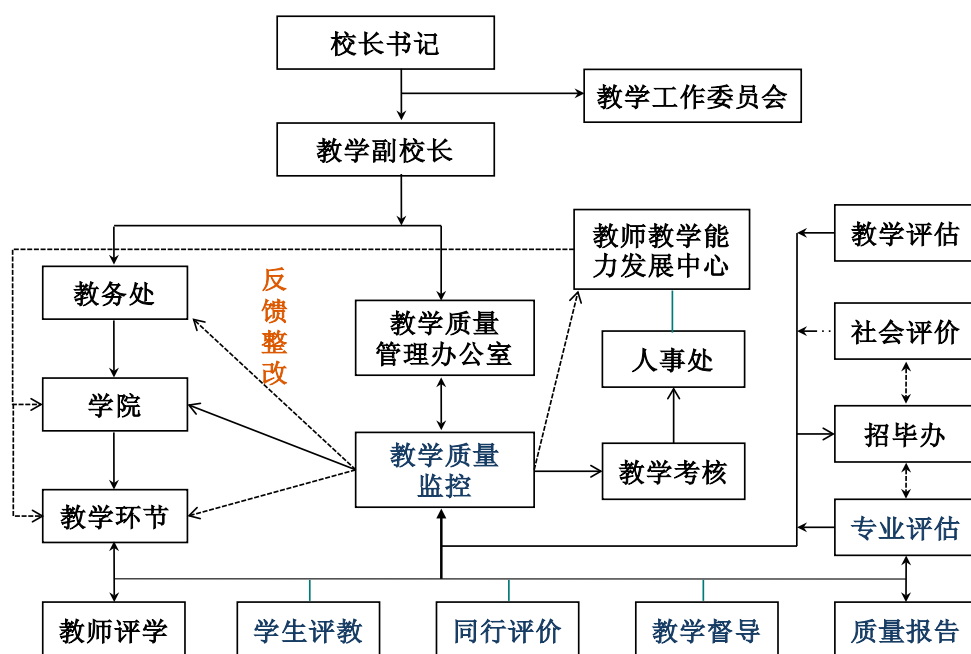 校长书记
教学工作委员会
教学副校长
教师教学能
力发展中心
教学评估
教务处
反
馈
整
改
教学质量
管理办公室
社会评价
人事处
学院
招毕办
教学质量
监控
教学考核
教学环节
专业评估
教师评学
学生评教
同行评价
教学督导
质量报告